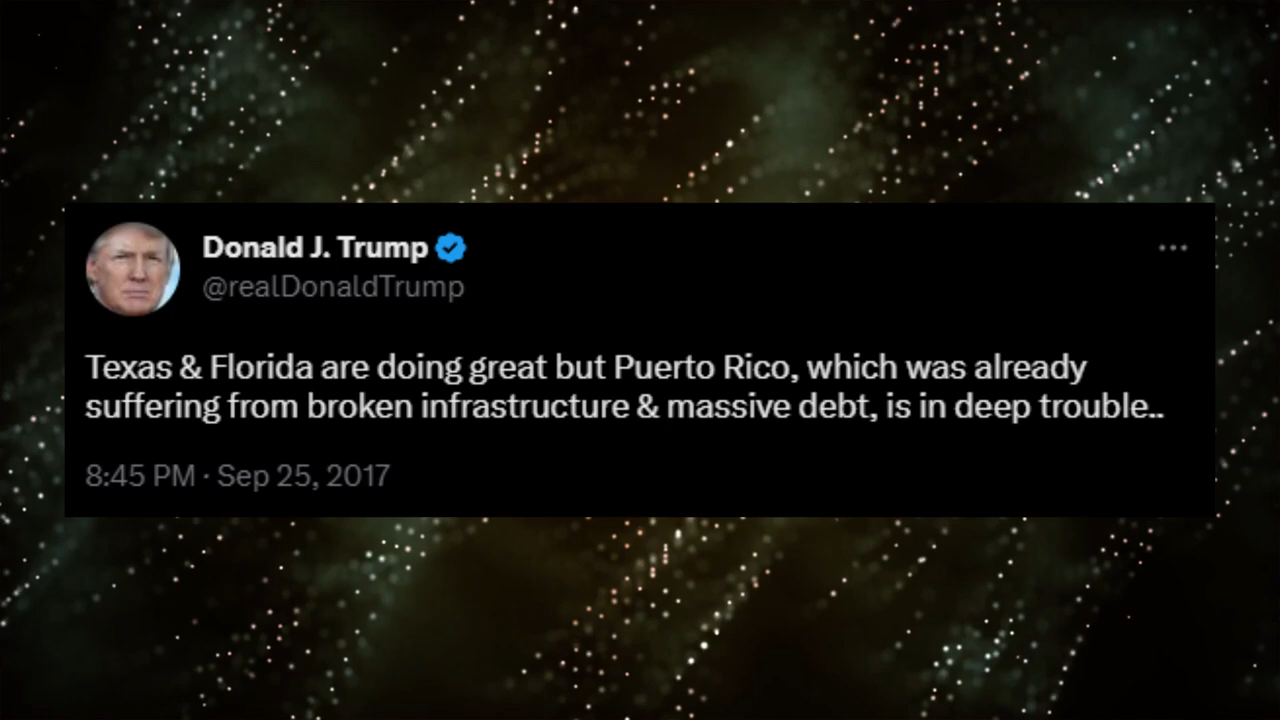 Donald J. Trump
@realDonaldTrump
Texas & Florida are doing great but Puerto Rico, which was already
suffering from broken infrastructure & massive debt, is in deep trouble..
8:45 PM · Sep 25, 2017